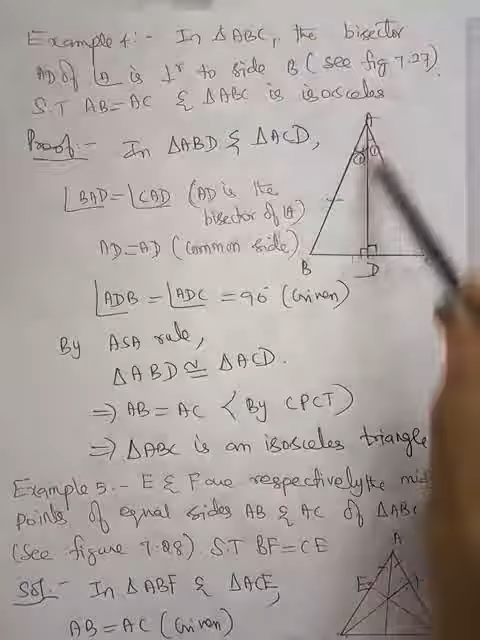 Example 4:- In ΔABC, the bisector
AD of ∠A is ⊥r to side B (see fig 7.27).
S.T AB=AC & ΔABC is isosceles
Proof:- In ΔABD & ΔACD,
∠BAD = ∠CAD (AD is the
bisector of ∠A)
AD=AD (common side)
∠ADB = ∠ADC = 90° (Given)
By ASA rule,
ΔABD ≅ ΔACD.
⇒ AB = AC (By CPCT)
⇒ ΔABC is an isosceles triangle
A
B
D
Example 5:- E & F are respectively the mid
points of equal sides AB & AC of ΔABC
(See figure 7.28) S.T BF=CE
Sol:- In ΔABF & ΔACE,
AB = AC (Given)
A
E